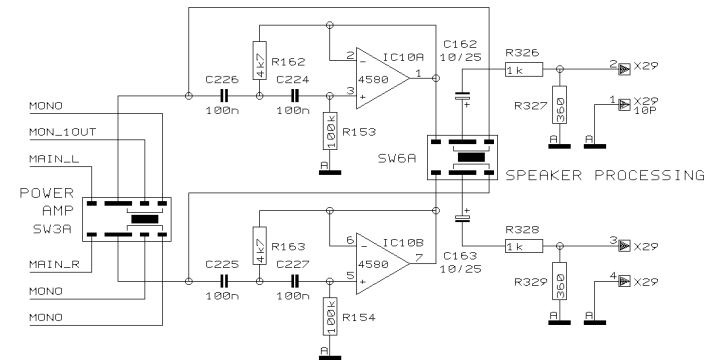 R162
4k7
2
-
IC10A
4580
1
3
+
C226
100n
C224
100n
R153
100k
A
C162
10/25
+
R326
1k
R327
360
A
2
X29
1
X29
10P
A
MONO
MON_1OUT
MAIN_L
POWER
AMP
SW3A
MAIN_R
MONO
MONO
SW6A
SPEAKER PROCESSING
R163
4k7
6
-
IC10B
4580
7
5
+
C225
100n
C227
100n
R154
100k
A
+
C163
10/25
R328
1k
R329
360
A
3
X29
4
X29
A